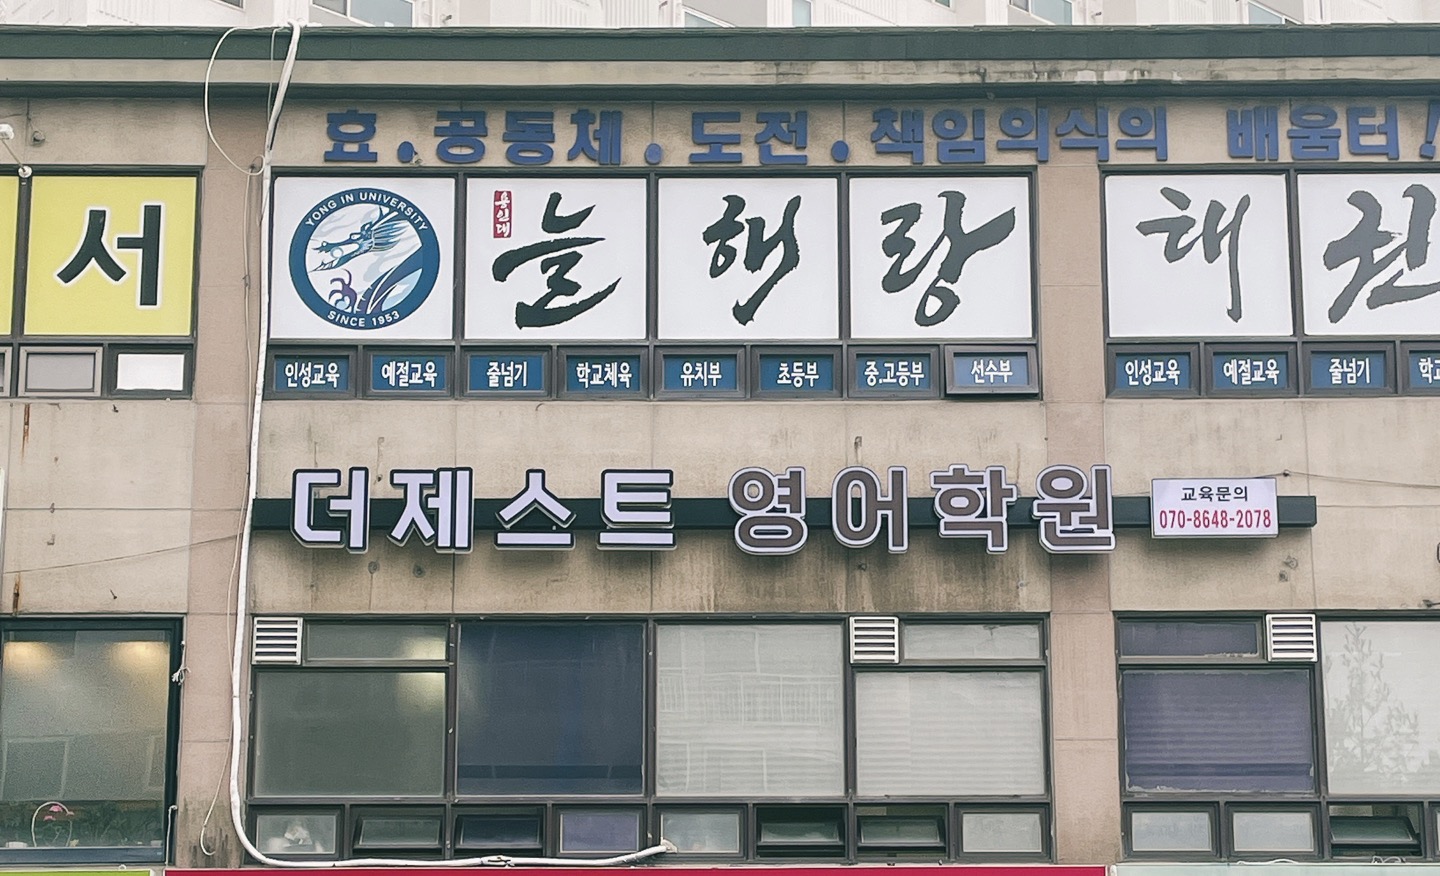 효.공동체.도전.책임의식의 배움터!
서
YONG IN UNIVERSITY
SINCE 1953
용인대
늘해랑 태권
인성교육 예절교육 줄넘기 학교체육 유치부 초등부 중.고등부 선수부 인성교육 예절교육 줄넘기
더제스트 영어학원
교육문의
070-8648-2078